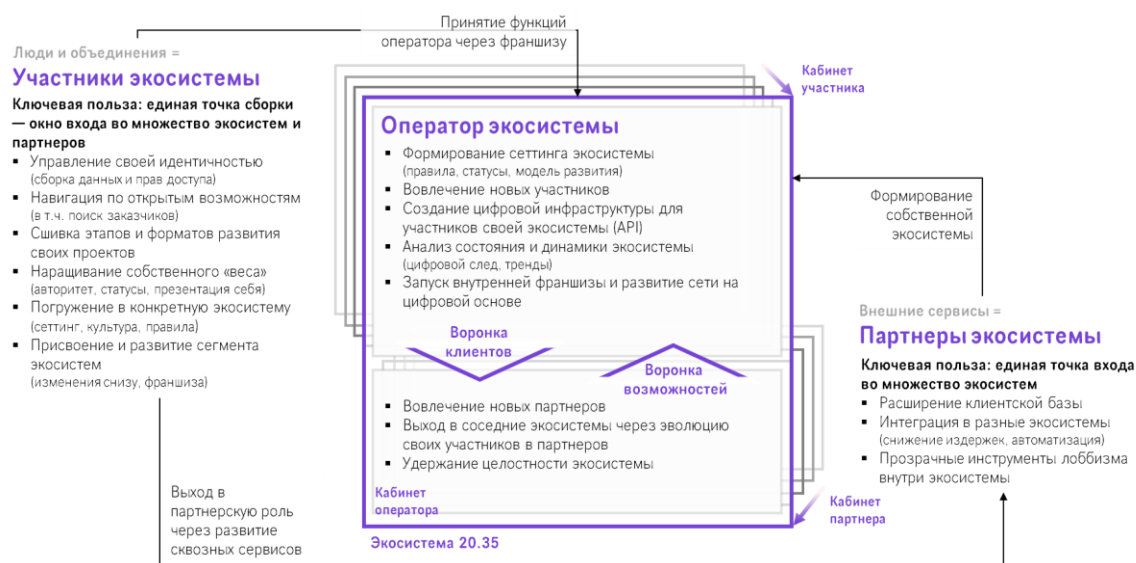 Принятие функций
оператора через франшизу
Люди и объединения =
Участники экосистемы
Ключевая польза: единая точка сборки
— окно входа во множество экосистем и
партнеров
▪ Управление своей идентичностью
(сборка данных и прав доступа)
▪ Навигация по открытым возможностям
(в т.ч. поиск заказчиков)
▪ Сшивка этапов и форматов развития
своих проектов
▪ Наращивание собственного «веса»
(авторитет, статусы, презентация себя)
▪ Погружение в конкретную экосистему
(сеттинг, культура, правила)
▪ Присвоение и развитие сегмента
экосистем
(изменения снизу, франшиза)
Выход в
партнерскую роль
через развитие
сквозных сервисов
Кабинет
участника
Оператор экосистемы
▪ Формирование сеттинга экосистемы
(правила, статусы, модель развития)
▪ Вовлечение новых участников
▪ Создание цифровой инфраструктуры для
участников своей экосистемы (API)
▪ Анализ состояния и динамики экосистемы
(цифровой след, тренды)
▪ Запуск внутренней франшизы и развитие сети на
цифровой основе
Воронка
клиентов
Воронка
возможностей
▪ Вовлечение новых партнеров
▪ Выход в соседние экосистемы через эволюцию
своих участников в партнеров
▪ Удержание целостности экосистемы
Кабинет
оператора
Экосистема 20.35
Кабинет
партнера
Формирование
собственной
экосистемы
Внешние сервисы =
Партнеры экосистемы
Ключевая польза: единая точка входа
во множество экосистем
▪ Расширение клиентской базы
▪ Интеграция в разные экосистемы
(снижение издержек, автоматизация)
▪ Прозрачные инструменты лоббизма
внутри экосистемы